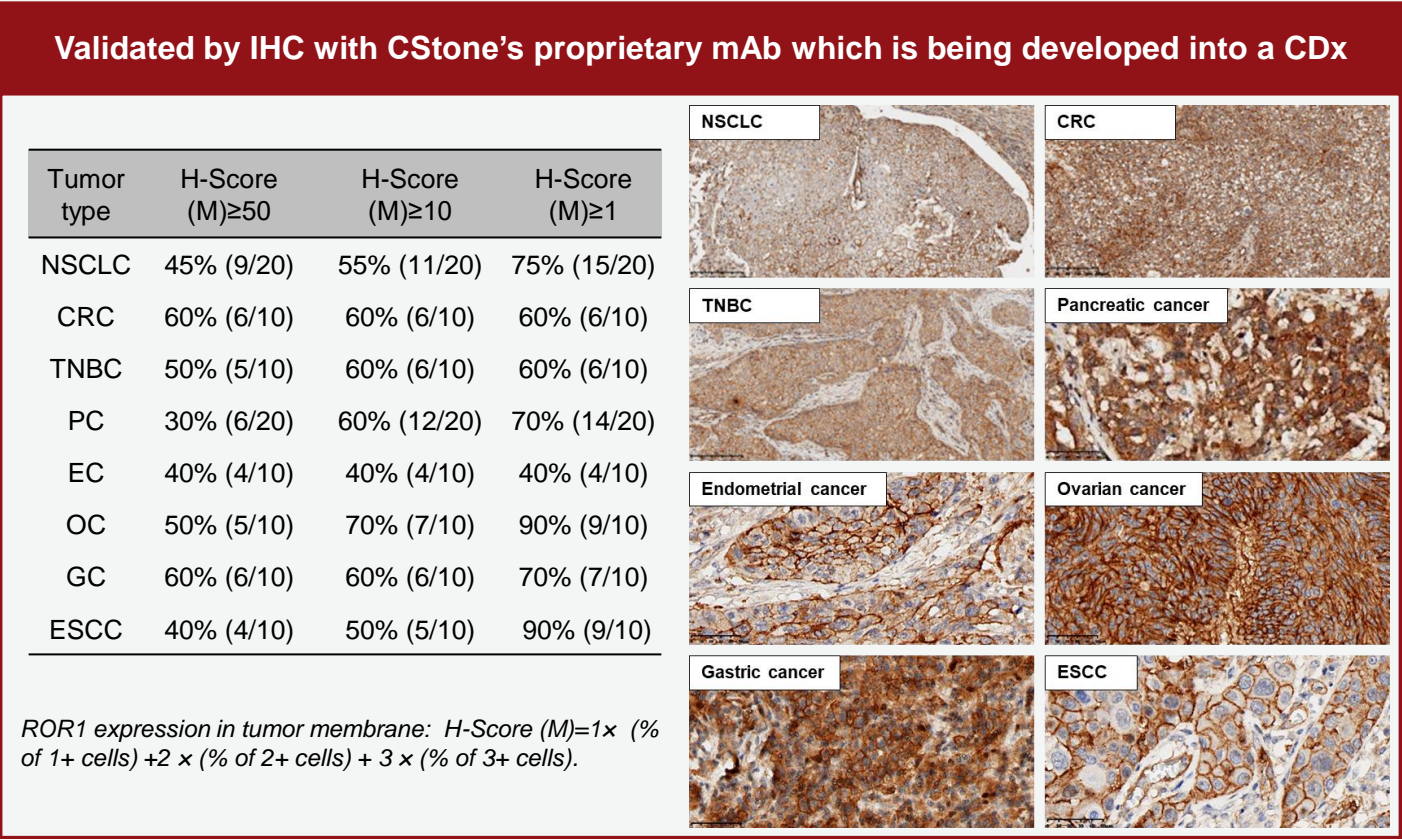 Validated by IHC with CStone's proprietary mAb which is being developed into a CDx
Tumor type H-Score (M)≥50 H-Score (M)≥10 H-Score (M)≥1
NSCLC 45% (9/20) 55% (11/20) 75% (15/20)
CRC 60% (6/10) 60% (6/10) 60% (6/10)
TNBC 50% (5/10) 60% (6/10) 60% (6/10)
PC 30% (6/20) 60% (12/20) 70% (14/20)
EC 40% (4/10) 40% (4/10) 40% (4/10)
OC 50% (5/10) 70% (7/10) 90% (9/10)
GC 60% (6/10) 60% (6/10) 70% (7/10)
ESCC 40% (4/10) 50% (5/10) 90% (9/10)
ROR1 expression in tumor membrane: H-Score (M)=1× (%
of 1+ cells) +2 × (% of 2+ cells) + 3 × (% of 3+ cells).
NSCLC
CRC
TNBC
Pancreatic cancer
Endometrial cancer
Ovarian cancer
Gastric cancer
ESCC